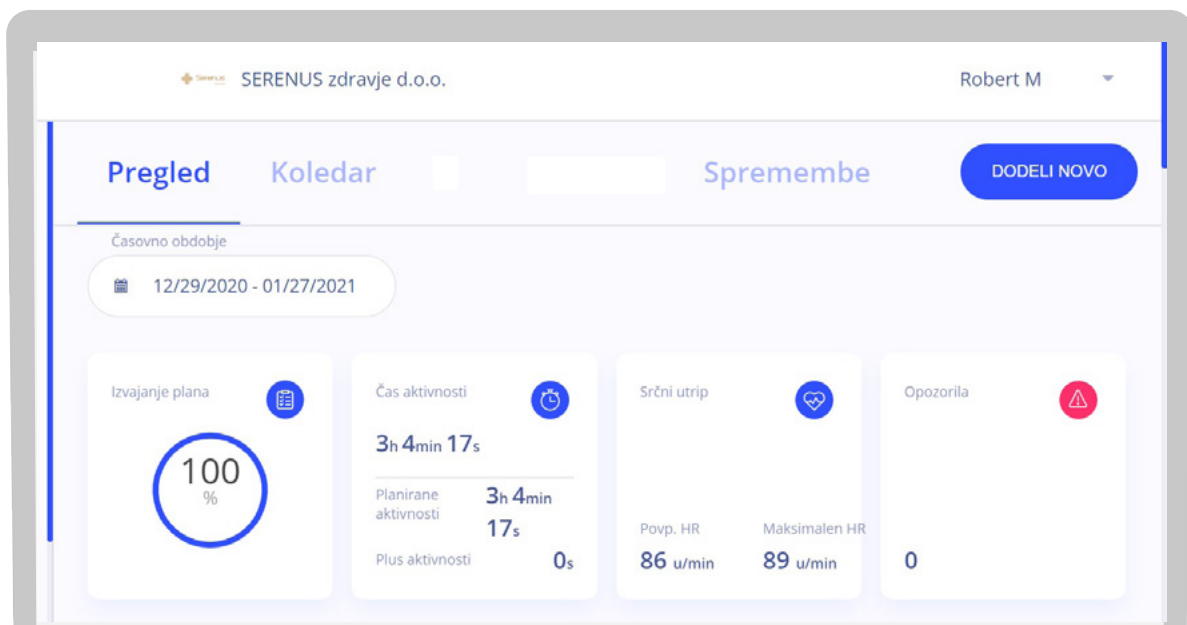 Serenus
SERENUS zdravje d.o.o.
Robert M
Pregled Koledar Spremembe
DODELI NOVO
Časovno obdobje
12/29/2020 - 01/27/2021
Izvajanje plana
100
%
Čas aktivnosti
3h 4min 17s
Planirane aktivnosti
3h 4min
17s
Plus aktivnosti
0s
Srčni utrip
Povp. HR
86 u/min
Maksimalen HR
89 u/min
Opozorila
0